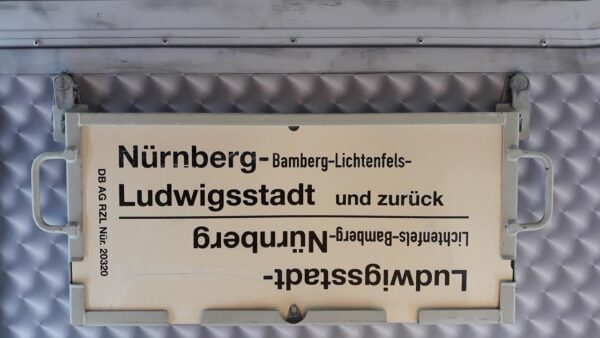 Nürnberg-Bamberg-Lichtenfels-
Ludwigsstadt und zurück
Ludwigsstadt-
Lichtenfels-Bamberg-Nürnberg
DB AG RZL Nür. 20320